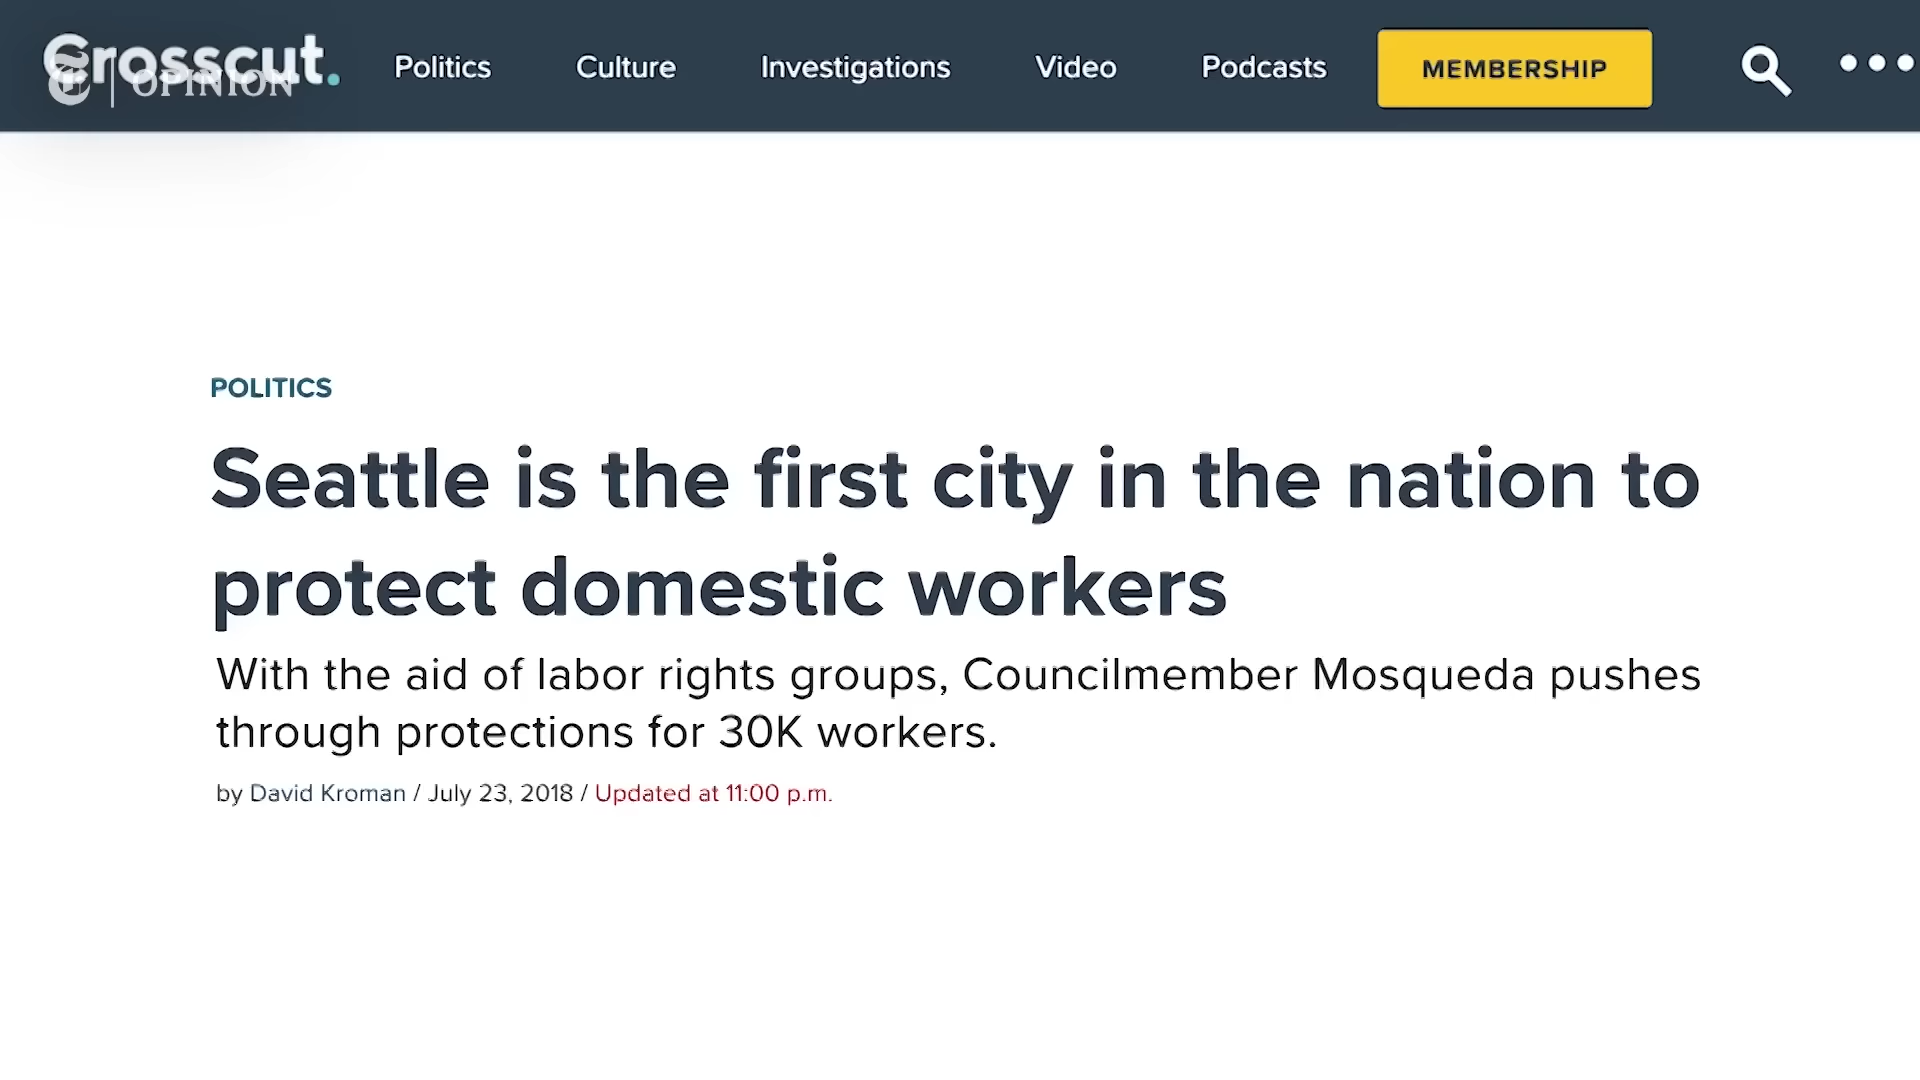 Crosscut.
OPINION
Politics
Culture
Investigations
Video
Podcasts
MEMBERSHIP
POLITICS
Seattle is the first city in the nation to
protect domestic workers
With the aid of labor rights groups, Councilmember Mosqueda pushes
through protections for 30K workers.
by David Kroman / July 23, 2018 / Updated at 11:00 p.m.